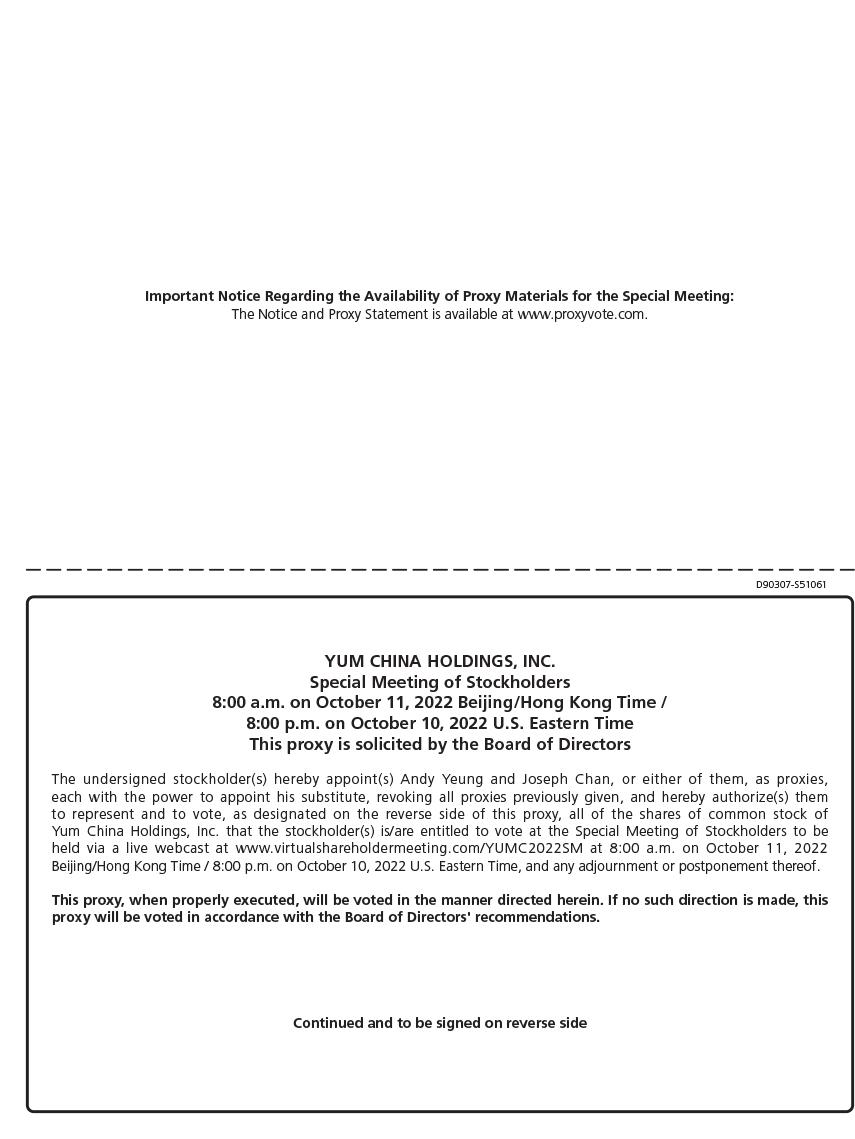 Important Notice Regarding the Availability of Proxy Materials for the Special Meeting:
The Notice and Proxy Statement is available at www.proxyvote.com.
D90307-S51061
YUM CHINA HOLDINGS, INC.
Special Meeting of Stockholders
8:00 a.m. on October 11, 2022 Beijing/Hong Kong Time /
8:00 p.m. on October 10, 2022 U.S. Eastern Time
This proxy is solicited by the Board of Directors
The undersigned stockholder(s) hereby appoint(s) Andy Yeung and Joseph Chan, or either of them, as proxies,
each with the power to appoint his substitute, revoking all proxies previously given, and hereby authorize(s) them
to represent and to vote, as designated on the reverse side of this proxy, all of the shares of common stock of
Yum China Holdings, Inc. that the stockholder(s) is/are entitled to vote at the Special Meeting of Stockholders to be
held via a live webcast at www.virtualshareholdermeeting.com/YUMC2022SM at 8:00 a.m. on October 11, 2022
Beijing/Hong Kong Time / 8:00 p.m. on October 10, 2022 U.S. Eastern Time, and any adjournment or postponement thereof.
This proxy, when properly executed, will be voted in the manner directed herein. If no such direction is made, this
proxy will be voted in accordance with the Board of Directors' recommendations.
Continued and to be signed on reverse side